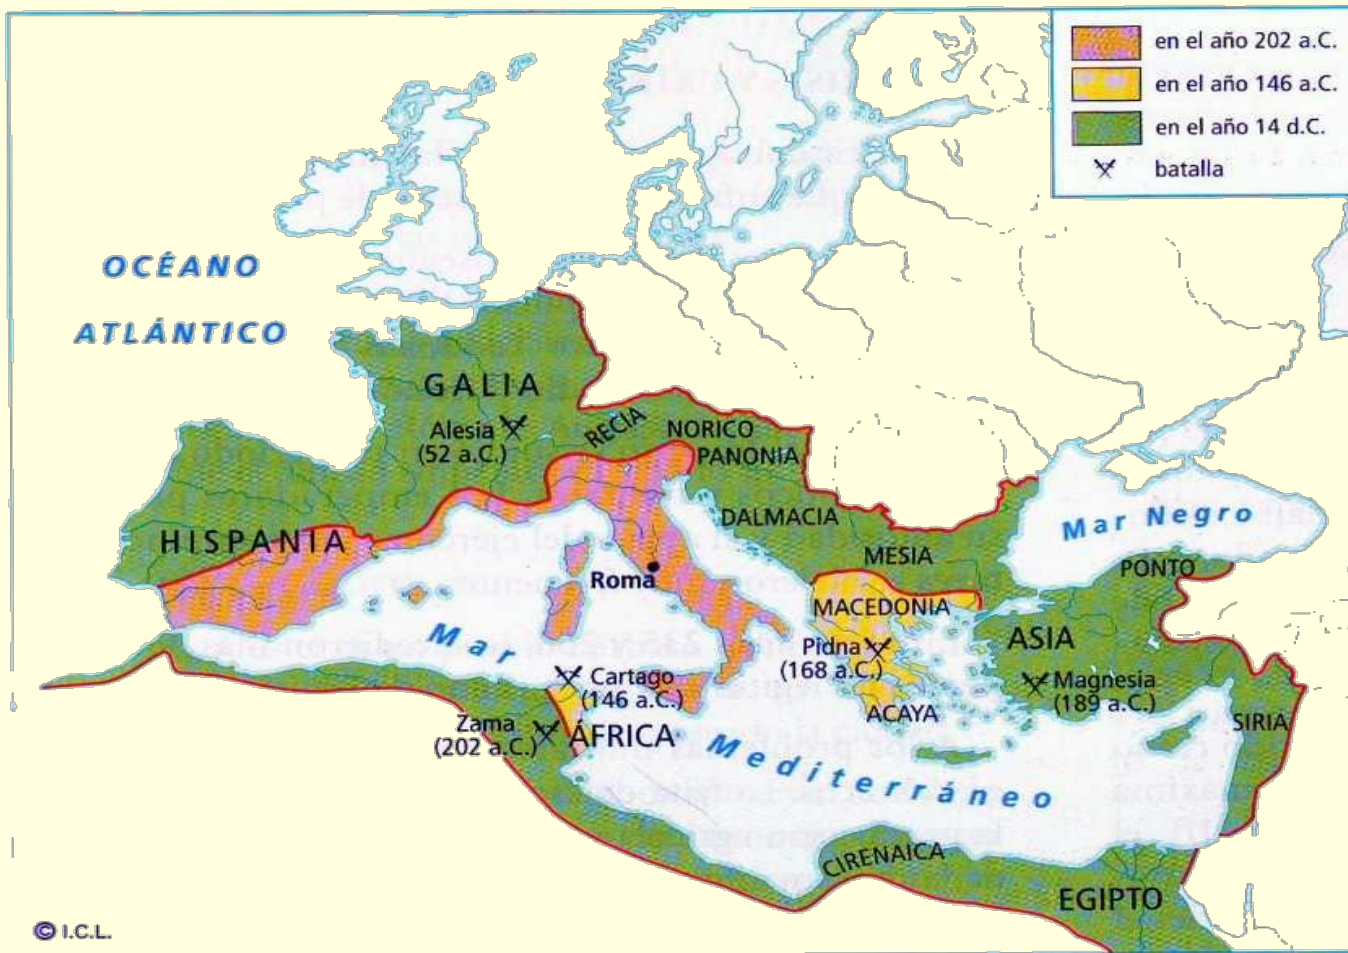 en el año 202 a.C.
en el año 146 a.C.
en el año 14 d.C.
batalla
OCÉANO
ATLÁNTICO
GALIA
Alesia
(52 a.C.)
RECIA
NORICO
PANONIA
HISPANIA
DALMACIA
Mar Negro
MESIA
PONTO
Roma
MACEDONIA
Mar
Pidna
(168 a.C.)
ASIA
Cartago
(146 a.C.)
Magnesia
(189 a.C.)
ACAYA
SIRIA
Zama
(202 a.C.)
ÁFRICA
Mediterráneo
CIRENAICA
EGIPTO
© I.C.L.